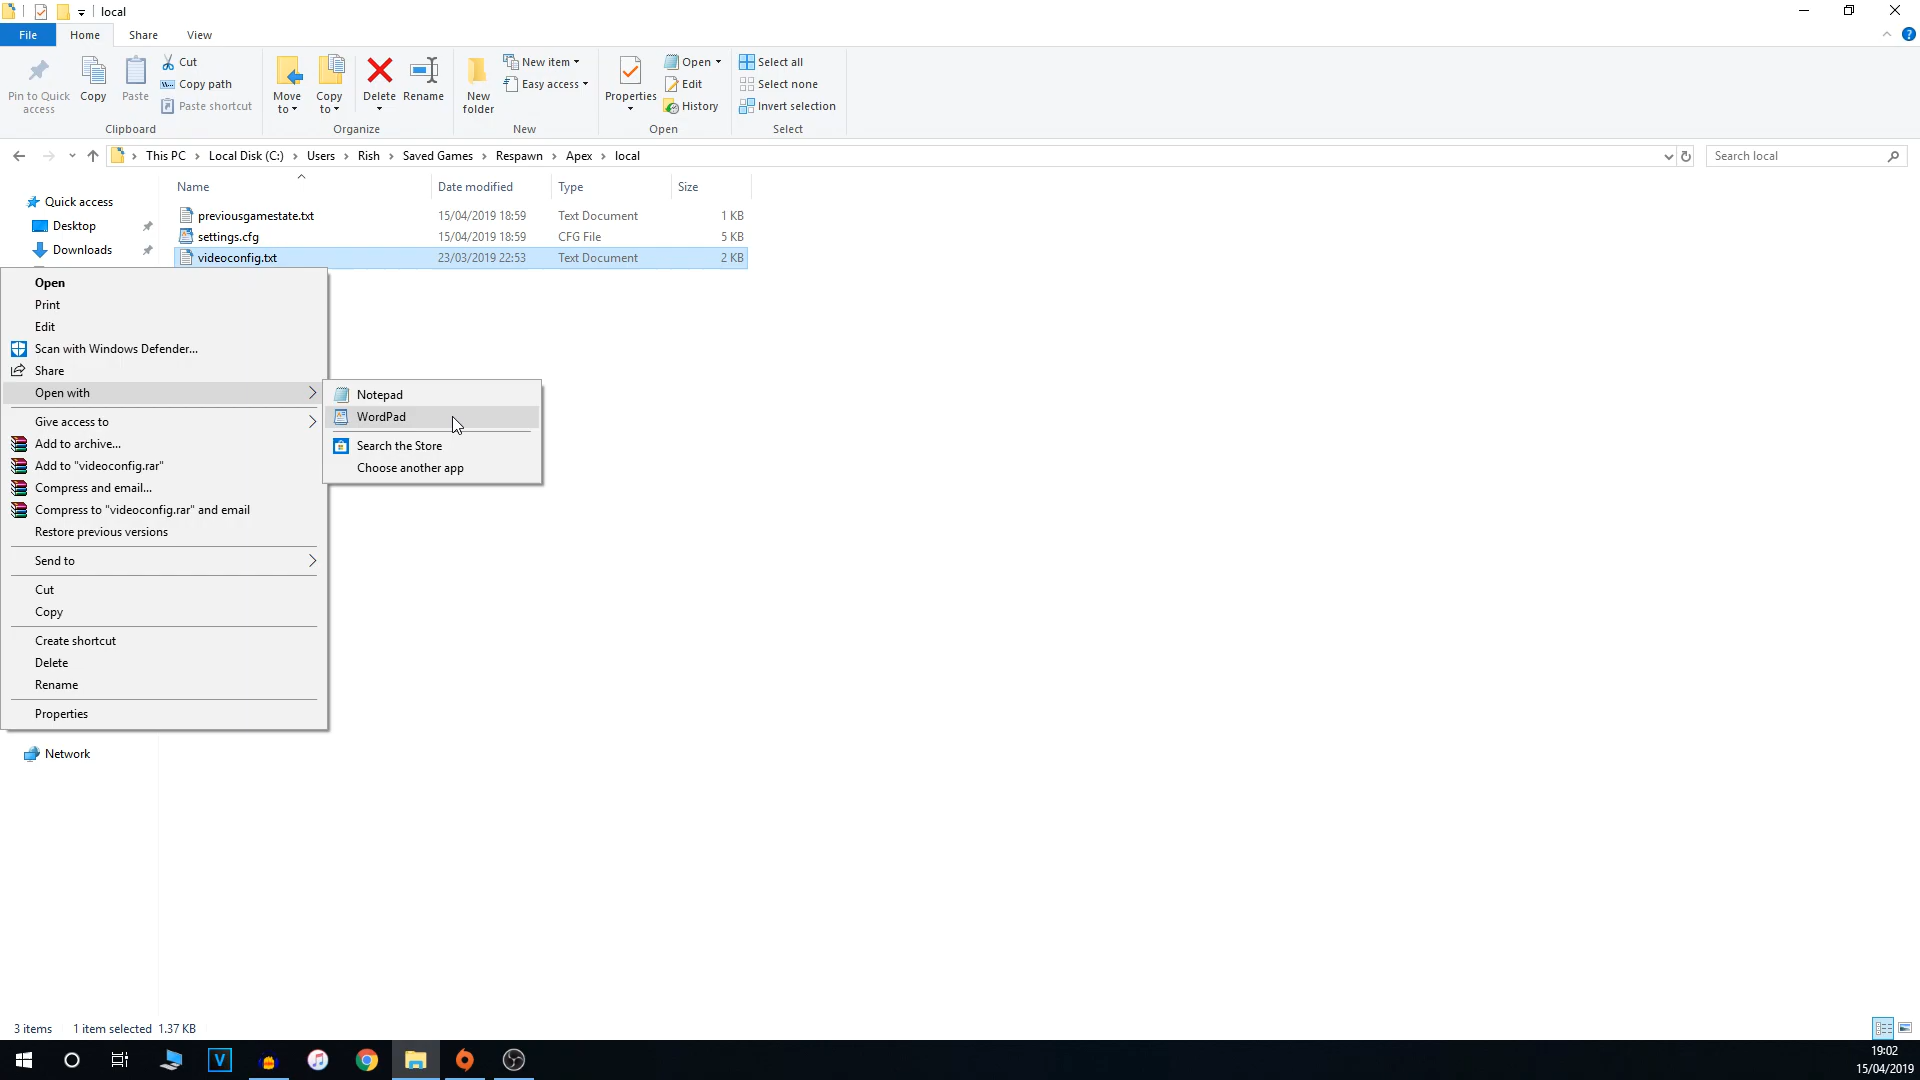 local
File Home Share View
Pin to Quick access
Copy
Paste
Cut
Copy path
Paste shortcut
Clipboard
Move to
Copy to
Delete
Rename
Organize
New folder
New item
Easy access
New
Properties
Open
Edit
History
Open
Select all
Select none
Invert selection
Select
This PC > Local Disk (C:) > Users > Rish > Saved Games > Respawn > Apex > local
Search local
Name Date modified Type Size
previousgamestate.txt 15/04/2019 18:59 Text Document 1 KB
settings.cfg 15/04/2019 18:59 CFG File 5 KB
videoconfig.txt 23/03/2019 22:53 Text Document 2 KB
Quick access
Desktop
Downloads
Open
Print
Edit
Scan with Windows Defender...
Share
Open with
Give access to
Add to archive...
Add to "videoconfig.rar"
Compress and email...
Compress to "videoconfig.rar" and email
Restore previous versions
Send to
Cut
Copy
Create shortcut
Delete
Rename
Properties
Notepad
WordPad
Search the Store
Choose another app
Network
3 items 1 item selected 1.37 KB
V
19:02
15/04/2019